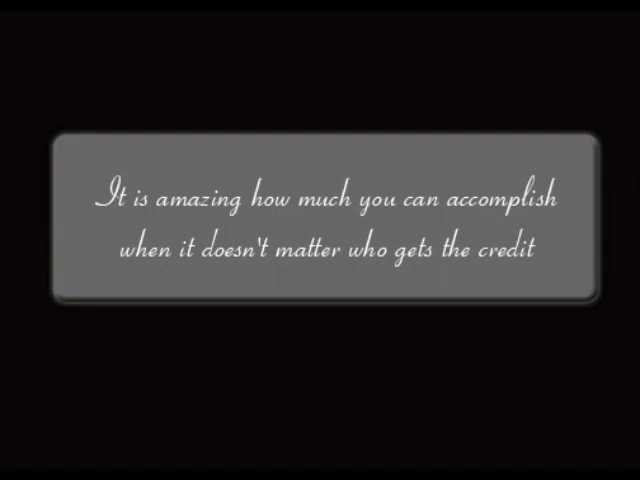 It is amazing how much you can accomplish
when it doesn't matter who gets the credit